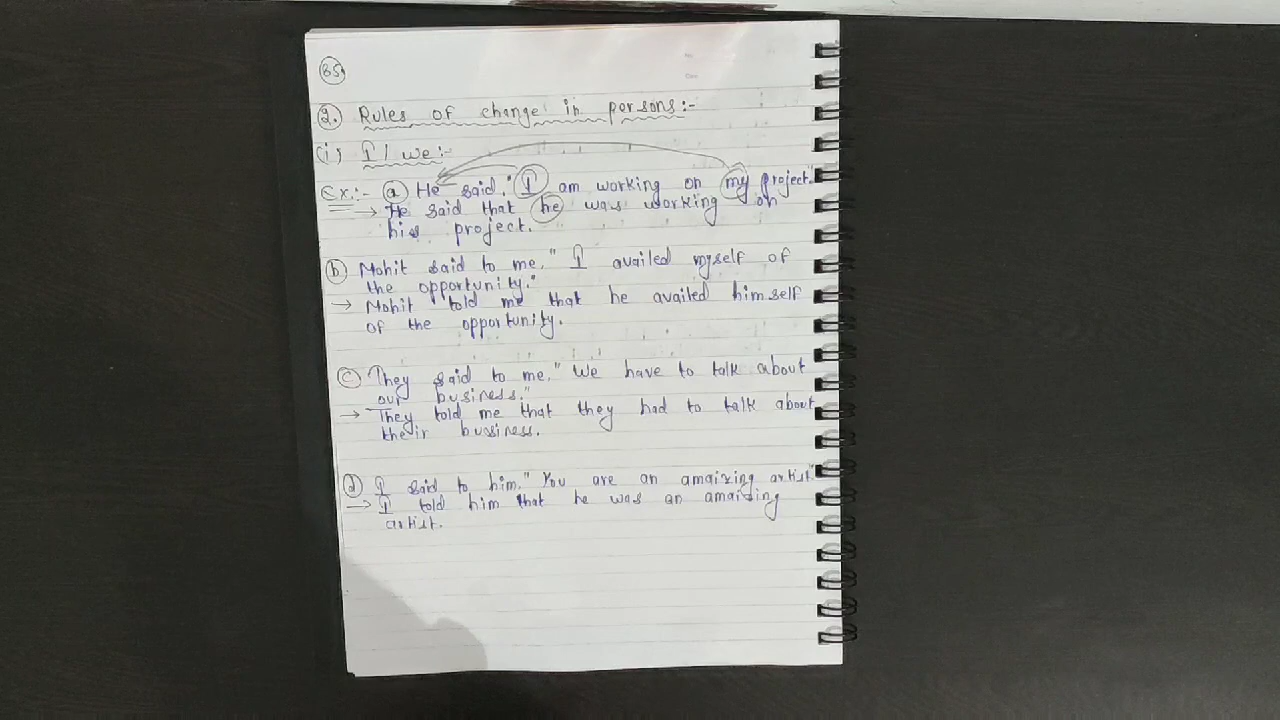 85
2. Rules of change in persons:-
(i) I / we:-
Ex.:- (a) He said, "I am working on my project."
→ He said that he was working on
his project.
(b) Mohit said to me, "I availed myself of
the opportunity."
→ Mohit told me that he availed himself
of the opportunity.
(c) They said to me, "We have to talk about
our business."
→ They told me that they had to talk about
their bussiness.
(d) I said to him, "You are an amaizing artist."
→ I told him that he was an amaizing
artist.